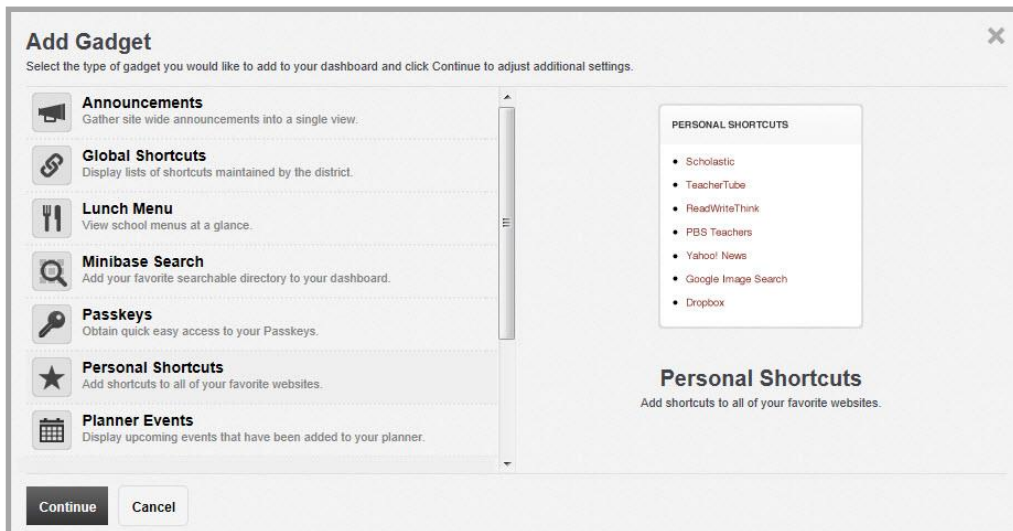 Add Gadget
Select the type of gadget you would like to add to your dashboard and click Continue to adjust additional settings.
Announcements
Gather site wide announcements into a single view.
Global Shortcuts
Display lists of shortcuts maintained by the district.
Lunch Menu
View school menus at a glance.
Minibase Search
Add your favorite searchable directory to your dashboard.
Passkeys
Obtain quick easy access to your Passkeys.
Personal Shortcuts
Add shortcuts to all of your favorite websites.
Planner Events
Display upcoming events that have been added to your planner.
PERSONAL SHORTCUTS
• Scholastic
• TeacherTube
• ReadWriteThink
• PBS Teachers
• Yahoo! News
• Google Image Search
• Dropbox
Personal Shortcuts
Add shortcuts to all of your favorite websites.
Continue
Cancel